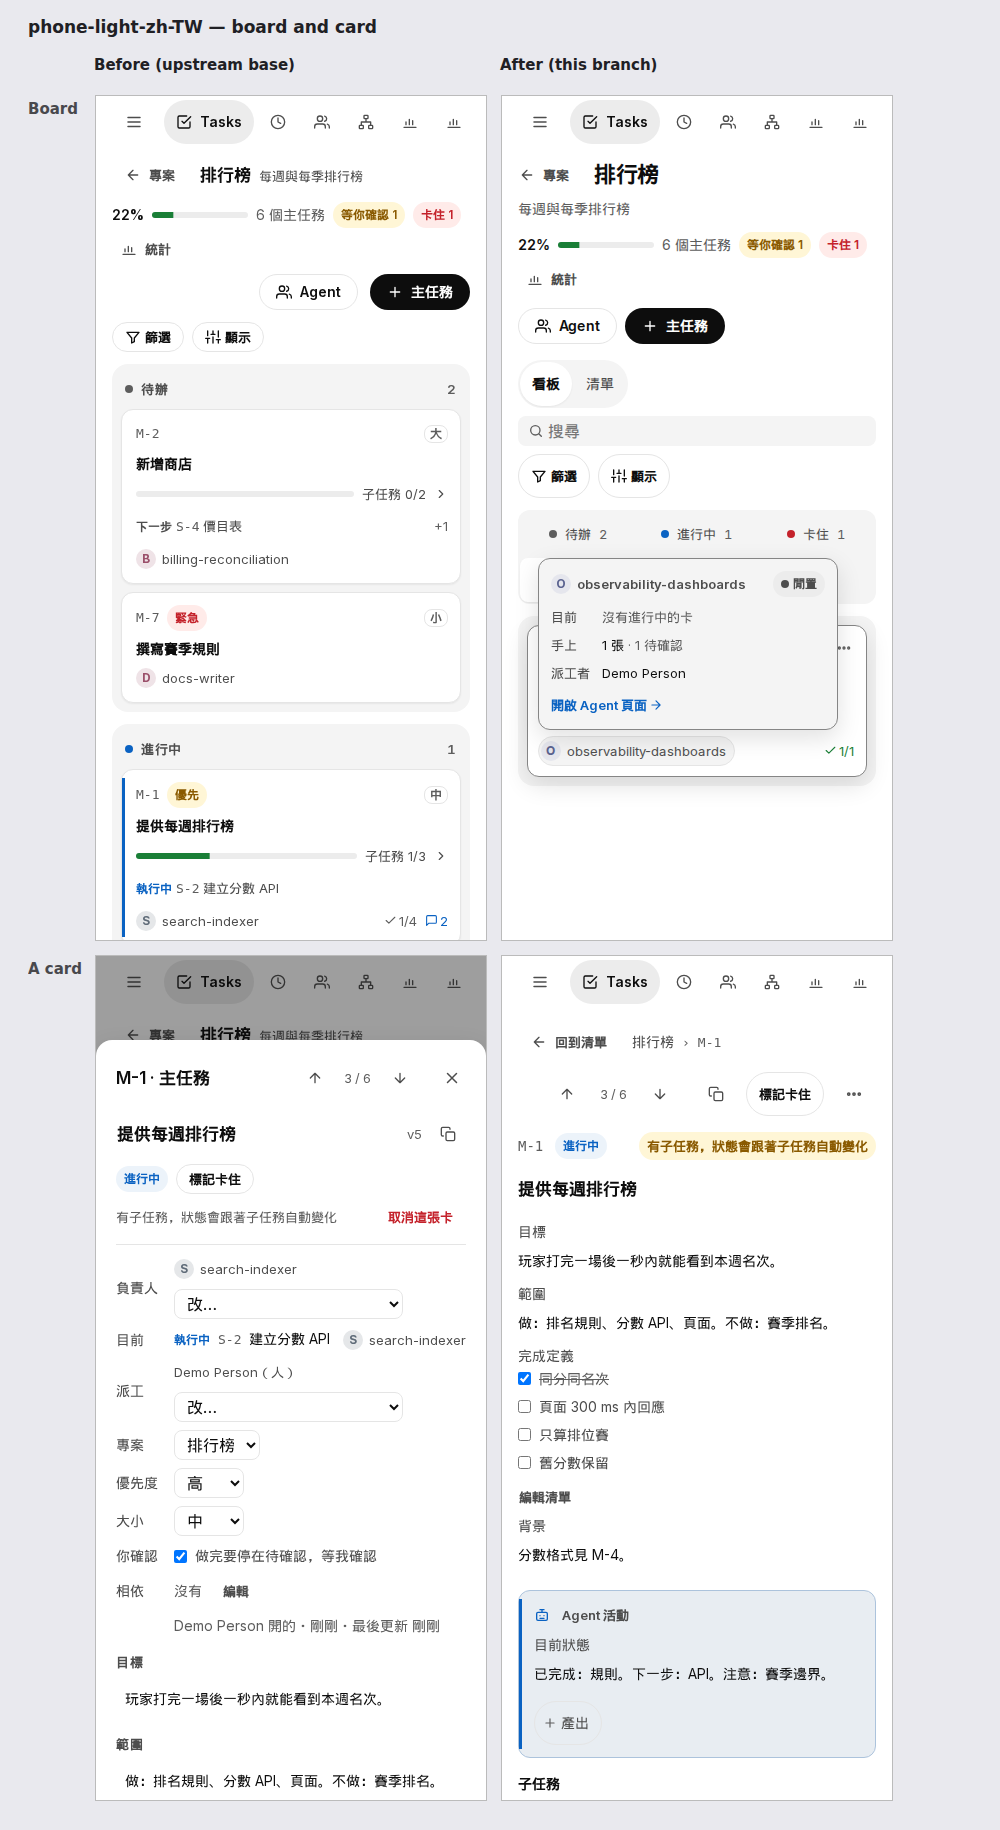 phone-light-zh-TW — board and card
Before (upstream base)
After (this branch)
Board
Tasks
專案 排行榜 每週與每季排行榜
22% 6 個主任務 等你確認 1 卡住 1
統計
Agent 主任務
篩選 顯示
待辦 2
M-2 大
新增商店
子任務 0/2
下一步 S-4 價目表 +1
B billing-reconciliation
M-7 緊急 小
撰寫賽季規則
D docs-writer
進行中 1
M-1 優先 中
提供每週排行榜
子任務 1/3
執行中 S-2 建立分數 API
S search-indexer 1/4 2
Tasks
專案 排行榜
每週與每季排行榜
22% 6 個主任務 等你確認 1 卡住 1
統計
Agent 主任務
看板 清單
搜尋
篩選 顯示
待辦 2 進行中 1 卡住 1
O observability-dashboards 閒置
目前 沒有進行中的卡
手上 1 張 · 1 待確認
派工者 Demo Person
開啟 Agent 頁面
O observability-dashboards 1/1
A card
Tasks
專案 排行榜 每週與每季排行榜
M-1 · 主任務 3 / 6
提供每週排行榜 v5
進行中 標記卡住
有子任務，狀態會跟著子任務自動變化 取消這張卡
負責人 S search-indexer
改…
目前 執行中 S-2 建立分數 API S search-indexer
派工 Demo Person（人）
改…
專案 排行榜
優先度 高
大小 中
你確認 做完要停在待確認，等我確認
相依 沒有 編輯
Demo Person 開的・剛剛・最後更新 剛剛
目標
玩家打完一場後一秒內就能看到本週名次。
範圍
做：排名規則、分數 API、頁面。不做：賽季排名。
Tasks
回到清單 排行榜 › M-1
3 / 6 標記卡住
M-1 進行中 有子任務，狀態會跟著子任務自動變化
提供每週排行榜
目標
玩家打完一場後一秒內就能看到本週名次。
範圍
做：排名規則、分數 API、頁面。不做：賽季排名。
完成定義
同分同名次
頁面 300 ms 內回應
只算排位賽
舊分數保留
編輯清單
背景
分數格式見 M-4。
Agent 活動
目前狀態
已完成：規則。下一步：API。注意：賽季邊界。
產出
子任務